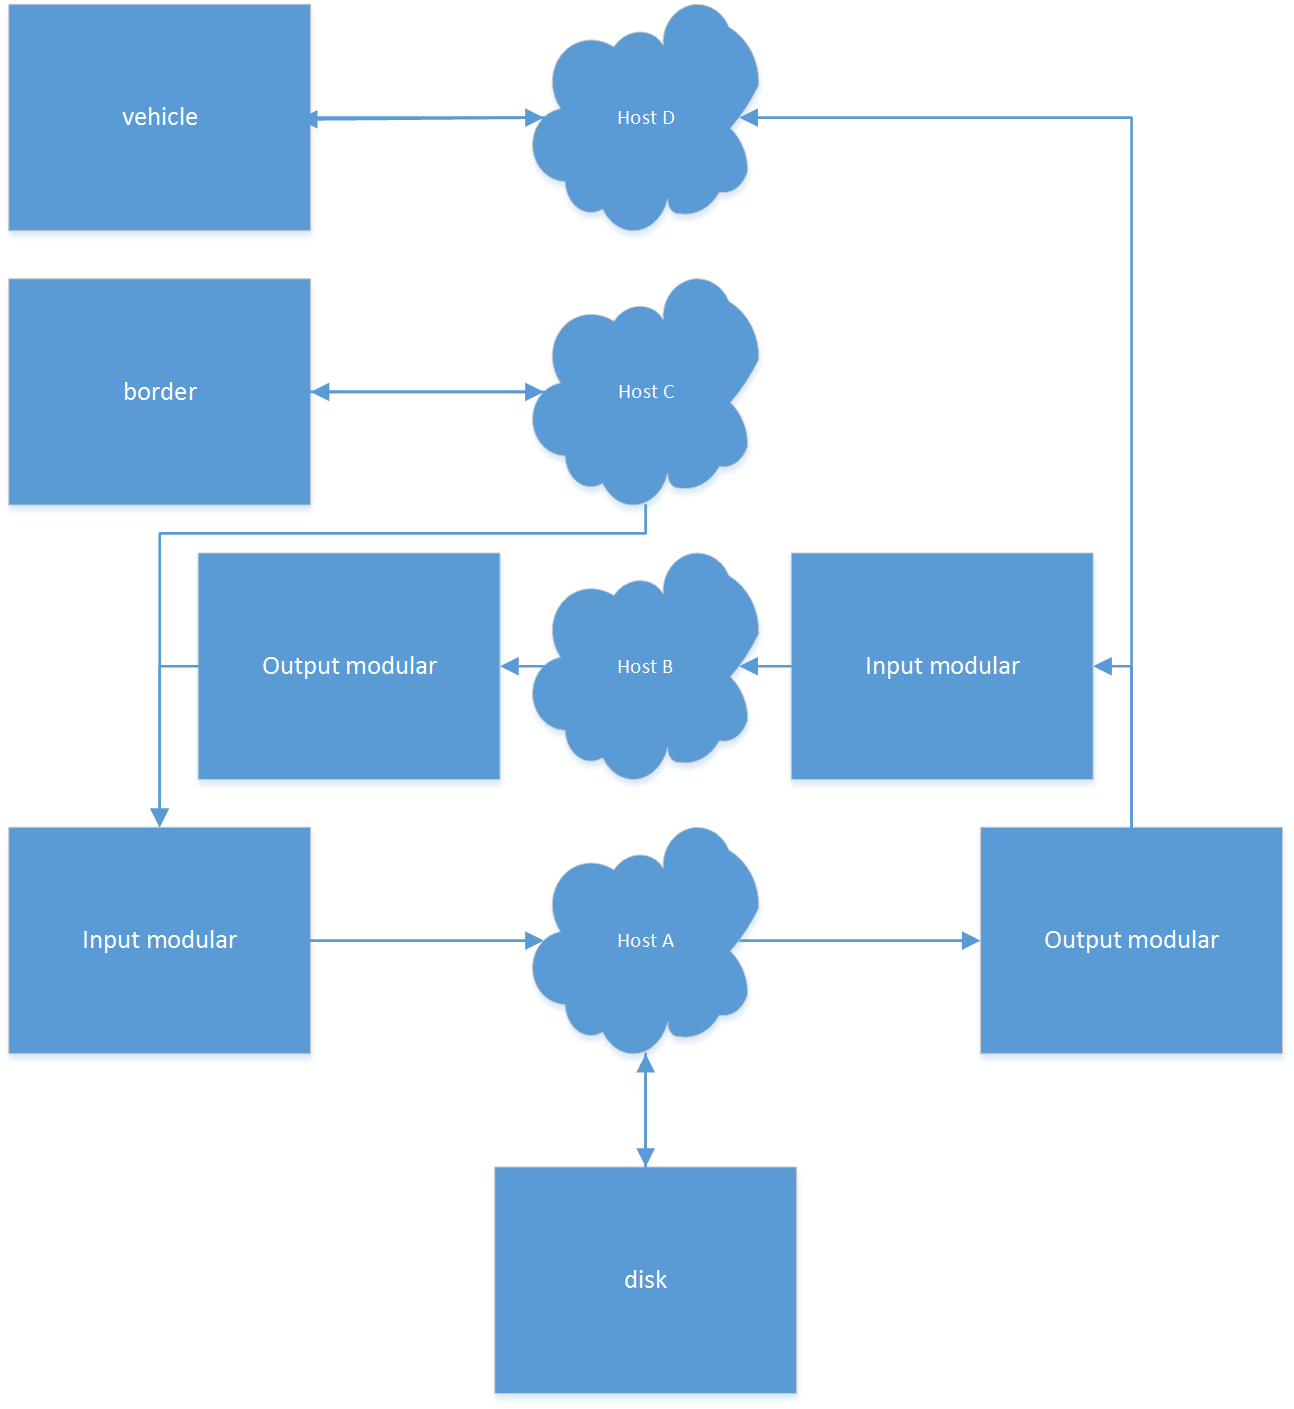 vehicle
Host D
border
Host C
Output modular
Host B
Input modular
Input modular
Host A
Output modular
disk